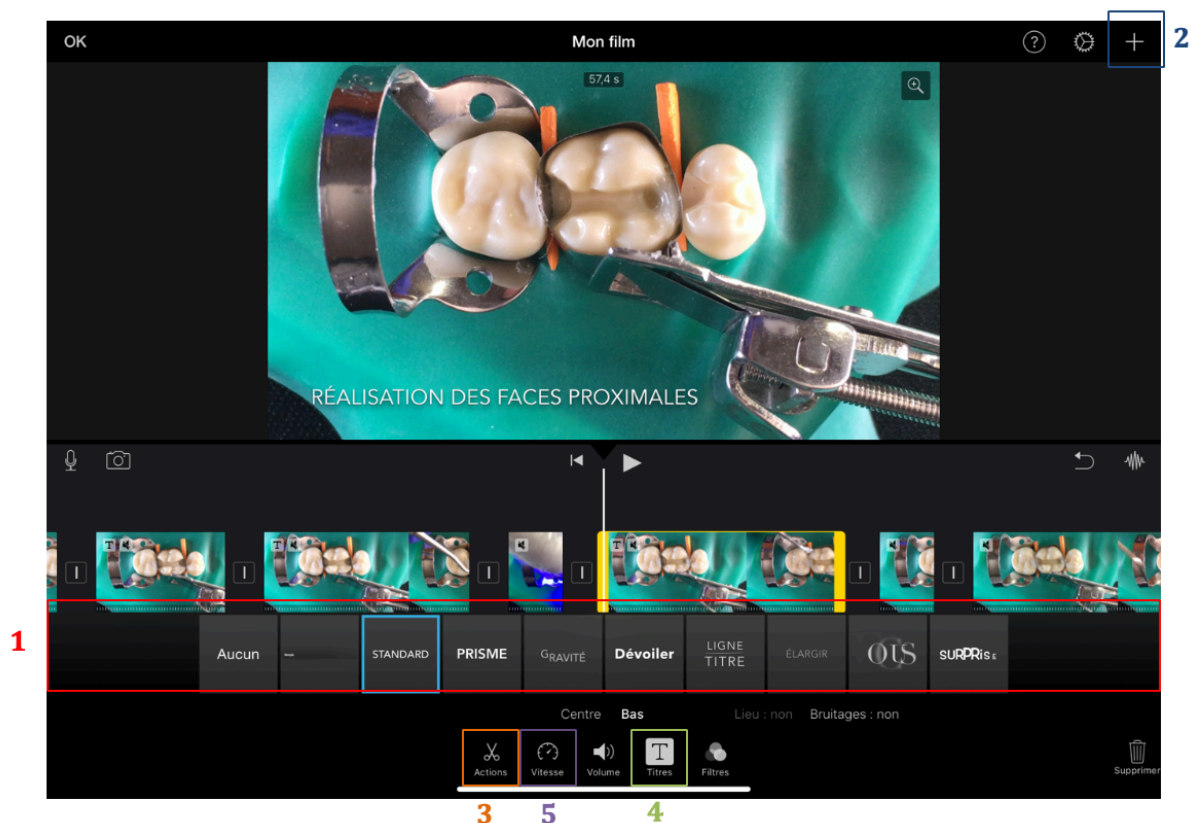 2
OK Mon film ? +
57,4 s
RÉALISATION DES FACES PROXIMALES
T
T
T
1
Aucun STANDARD PRISME GRAVITÉ Dévoiler LIGNE TITRE ÉLARGIR SURPRISE
Centre Bas Lieu : non Bruitages : non
T
Actions Vitesse Volume Titres Filtres Supprimer
3 5 4